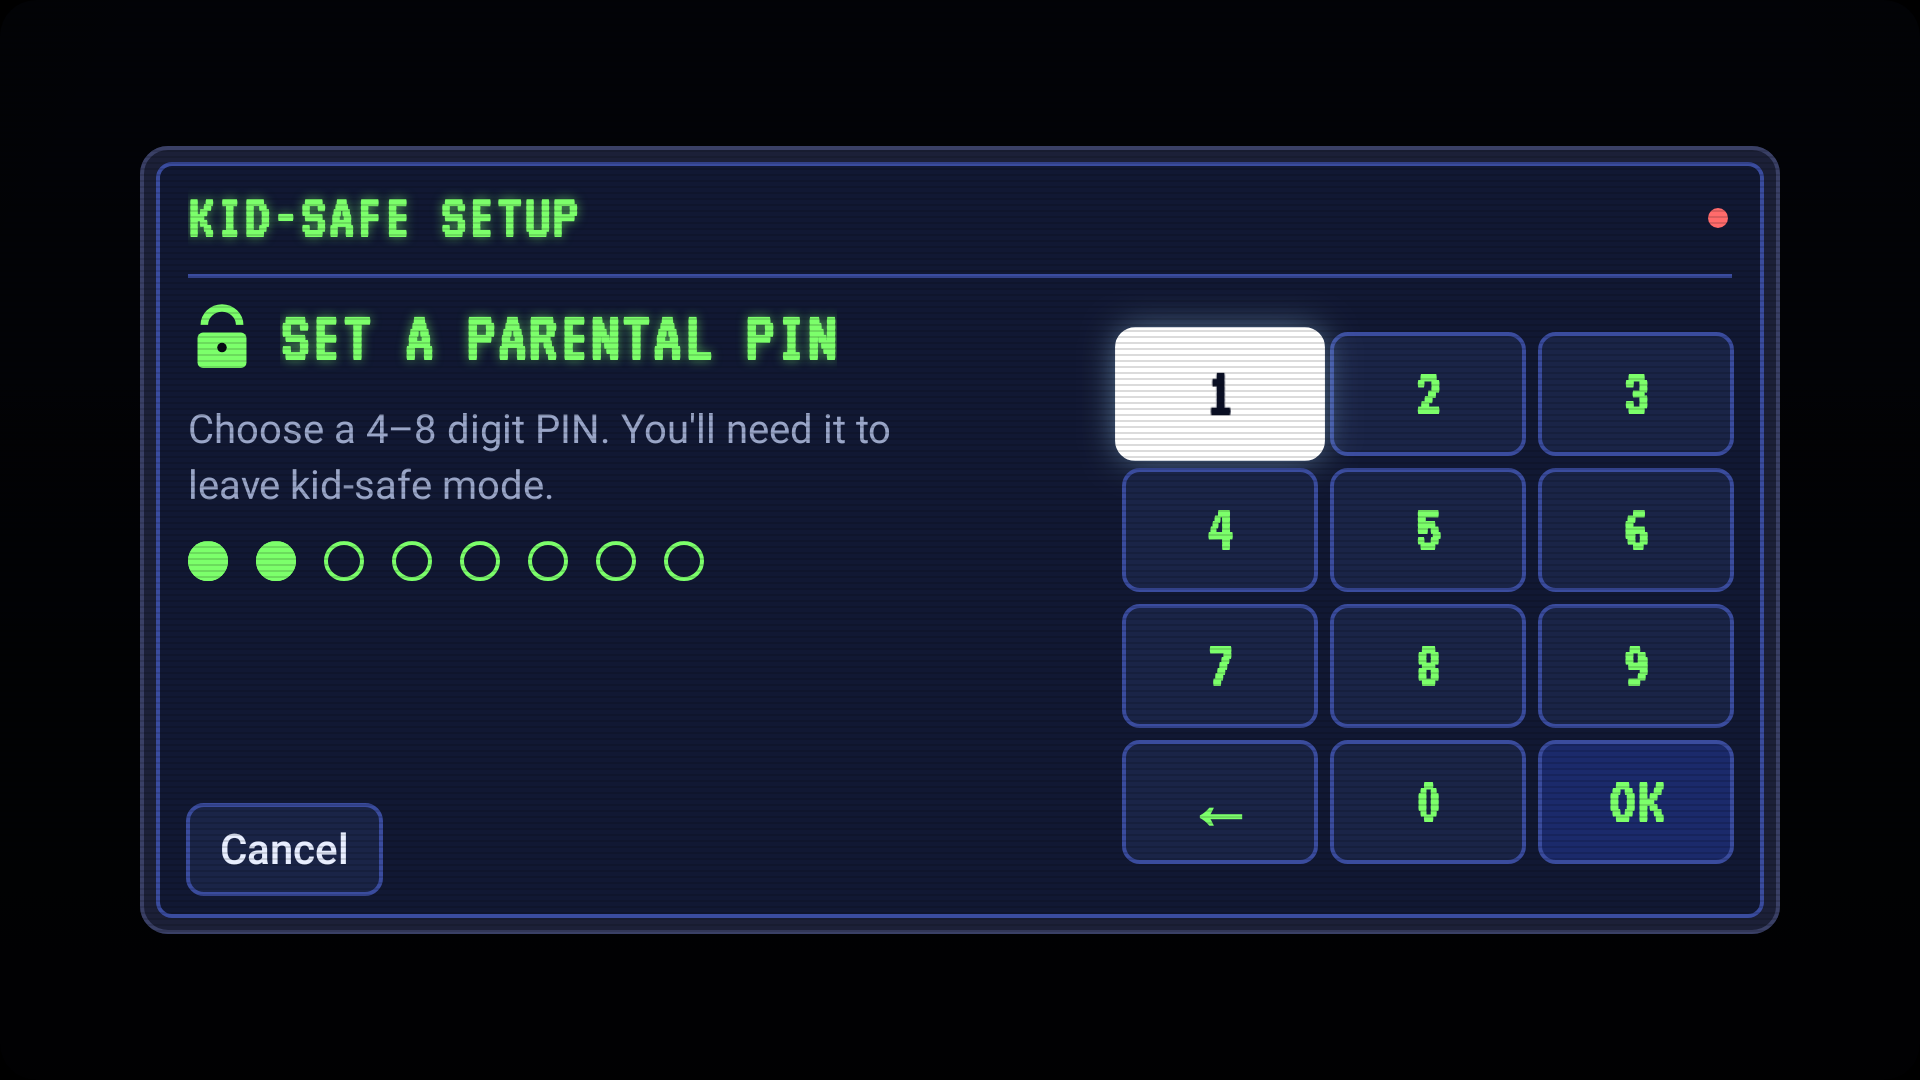 KID-SAFE SETUP
SET A PARENTAL PIN
Choose a 4–8 digit PIN. You'll need it to
leave kid-safe mode.
1 2 3
4 5 6
7 8 9
← 0 OK
Cancel